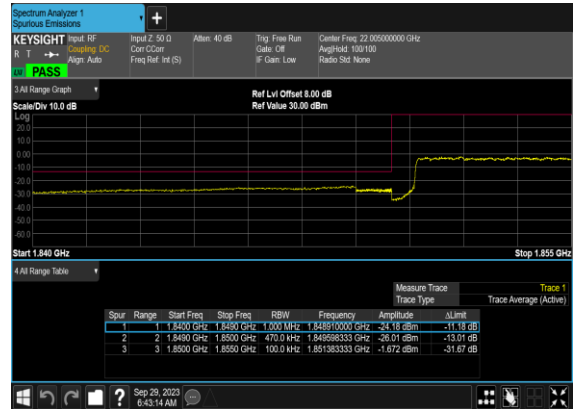 Spectrum Analyzer 1
Spurious Emissions
KEYSIGHT Input: RF Input Z: 50 Ω Atten: 40 dB Trig: Free Run Center Freq: 22.005000000 GHz
R T Coupling: DC Corr CCorr Gate: Off Avg|Hold: 100/100
Align: Auto Freq Ref: Int (S) IF Gain: Low Radio Std: None
PASS
3 All Range Graph
Ref Lvl Offset 8.00 dB
Scale/Div 10.0 dB Ref Value 30.00 dBm
Log
20.0
10.0
0.00
-10.0
-20.0
-30.0
-40.0
-50.0
-60.0
Start 1.840 GHz Stop 1.855 GHz
4 All Range Table
Measure Trace Trace 1
Trace Type Trace Average (Active)
Spur Range Start Freq Stop Freq RBW Frequency Amplitude ΔLimit
1 1 1.8400 GHz 1.8490 GHz 1.000 MHz 1.848910000 GHz -24.18 dBm -11.18 dB
2 2 1.8490 GHz 1.8500 GHz 470.0 kHz 1.849598333 GHz -26.01 dBm -13.01 dB
3 3 1.8500 GHz 1.8550 GHz 100.0 kHz 1.851383333 GHz -1.672 dBm -31.67 dB
Sep 29, 2023
6:43:14 AM